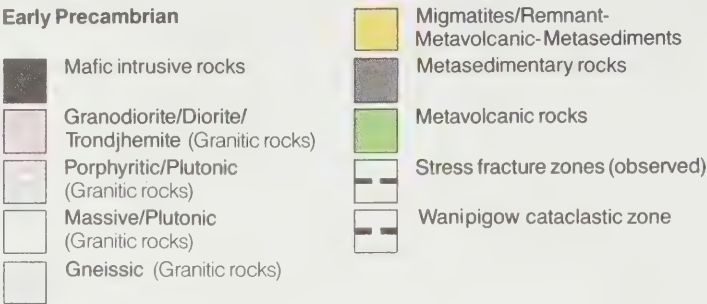 Early Precambrian
Mafic intrusive rocks
Granodiorite/Diorite/
Trondjhemite (Granitic rocks)
Porphyritic/Plutonic
(Granitic rocks)
Massive/Plutonic
(Granitic rocks)
Gneissic (Granitic rocks)
Migmatites/Remnant-
Metavolcanic-Metasediments
Metasedimentary rocks
Metavolcanic rocks
Stress fracture zones (observed)
Wanipigow cataclastic zone